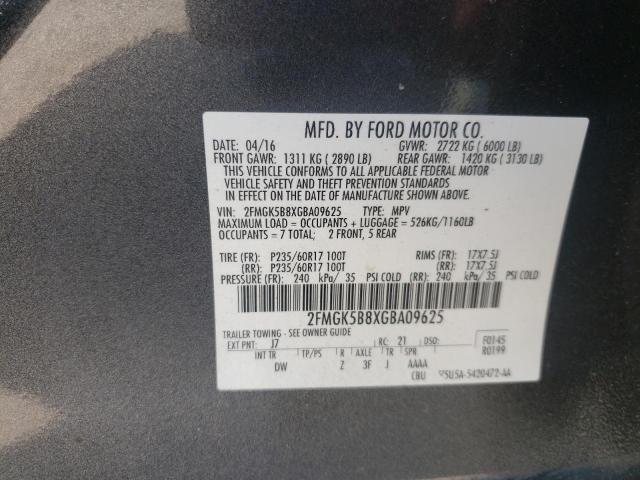 MFD. BY FORD MOTOR CO.
DATE: 04/16 GVWR: 2722 KG ( 6000 LB)
FRONT GAWR: 1311 KG ( 2890 LB) REAR GAWR: 1420 KG ( 3130 LB)
THIS VEHICLE CONFORMS TO ALL APPLICABLE FEDERAL MOTOR
VEHICLE SAFETY AND THEFT PREVENTION STANDARDS
IN EFFECT ON THE DATE OF MANUFACTURE SHOWN ABOVE.
VIN: 2FMGK5B8XGBA09625 TYPE: MPV
MAXIMUM LOAD = OCCUPANTS + LUGGAGE = 526KG/1160LB
OCCUPANTS = 7 TOTAL; 2 FRONT, 5 REAR
TIRE (FR): P235/60R17 100T RIMS (FR): 17X7.5J
(RR): P235/60R17 100T (RR): 17X7.5J
PRESSURE (FR): 240 kPa/ 35 PSI COLD (RR): 240 kPa/ 35 PSI COLD
2FMGK5B8XGBA09625
TRAILER TOWING - SEE OWNER GUIDE
EXT PNT: J7 RC: 21 DSO: F0145
INT TR TP/PS R AXLE TR SPR R0199
DW Z 3F J AAAA
CBU